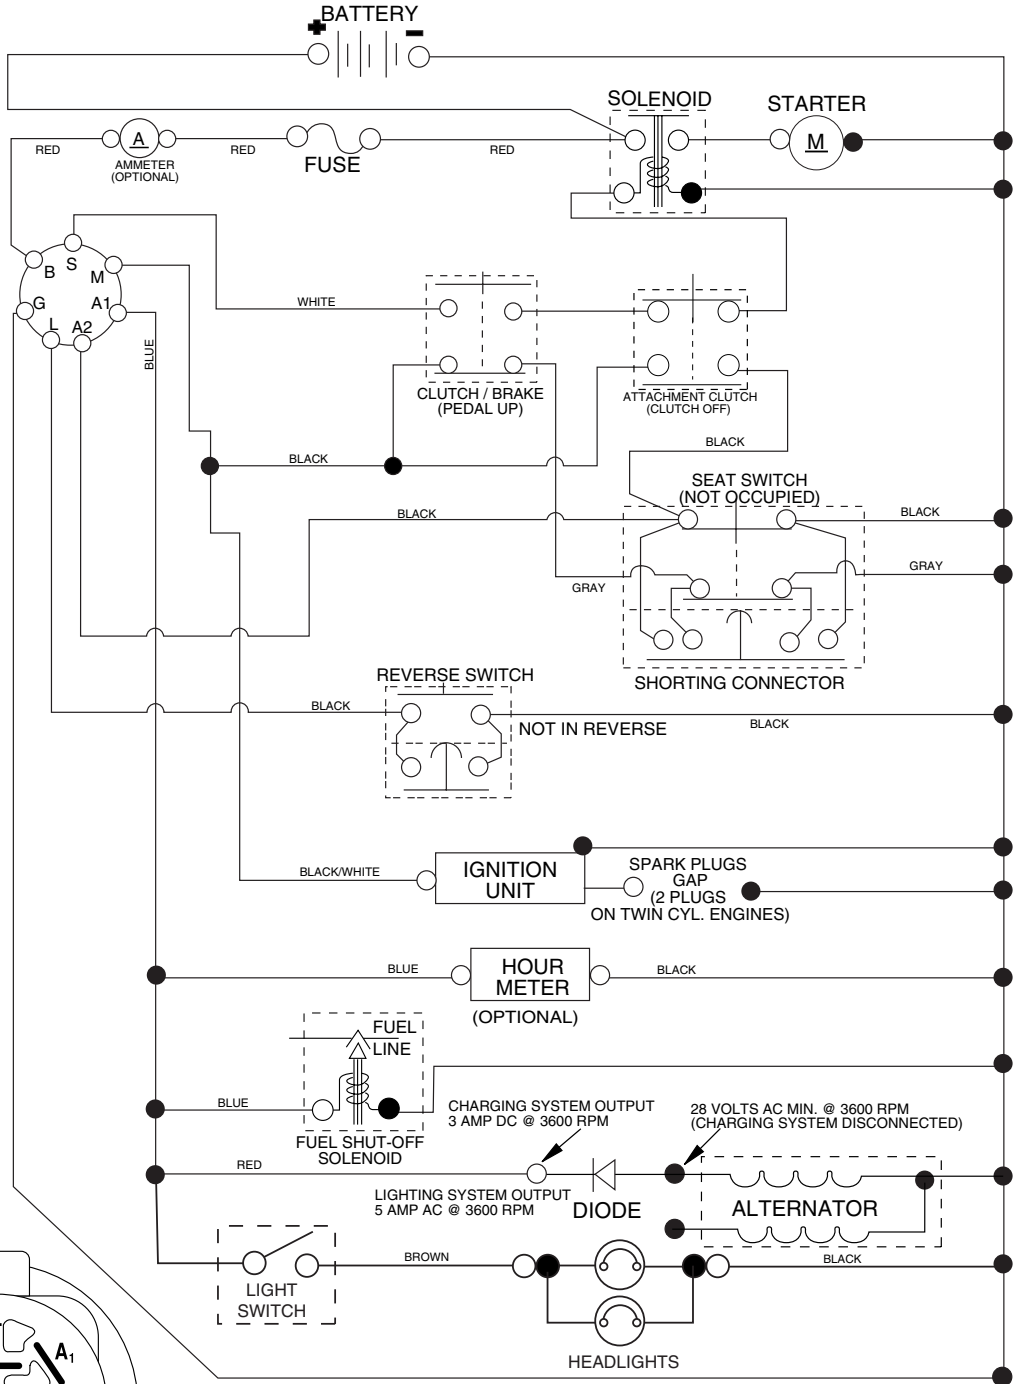 BATTERY
+ -
SOLENOID
STARTER
M
RED
A
AMMETER
(OPTIONAL)
RED
FUSE
RED
B
S
M
G
A1
L
A2
BLUE
WHITE
CLUTCH / BRAKE
(PEDAL UP)
ATTACHMENT CLUTCH
(CLUTCH OFF)
BLACK
BLACK
SEAT SWITCH
(NOT OCCUPIED)
BLACK
BLACK
GRAY
GRAY
SHORTING CONNECTOR
REVERSE SWITCH
BLACK
NOT IN REVERSE
BLACK
BLACK/WHITE
IGNITION
UNIT
SPARK PLUGS
GAP
(2 PLUGS
ON TWIN CYL. ENGINES)
BLUE
HOUR
METER
(OPTIONAL)
BLACK
FUEL
LINE
BLUE
FUEL SHUT-OFF
SOLENOID
CHARGING SYSTEM OUTPUT
3 AMP DC @ 3600 RPM
28 VOLTS AC MIN. @ 3600 RPM
(CHARGING SYSTEM DISCONNECTED)
RED
LIGHTING SYSTEM OUTPUT
5 AMP AC @ 3600 RPM
DIODE
ALTERNATOR
LIGHT
SWITCH
BROWN
BLACK
HEADLIGHTS
A1